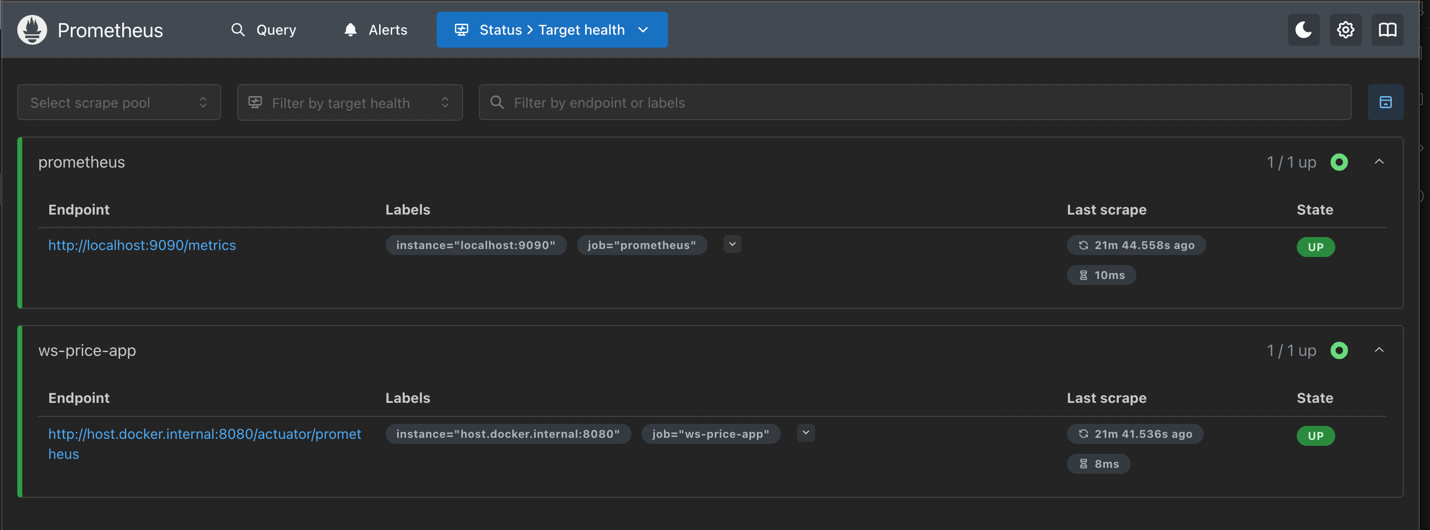 Prometheus Query Alerts Status > Target health
Select scrape pool Filter by target health Filter by endpoint or labels
prometheus 1 / 1 up
Endpoint Labels Last scrape State
http://localhost:9090/metrics instance="localhost:9090" job="prometheus" 21m 44.558s ago UP
10ms
ws-price-app 1 / 1 up
Endpoint Labels Last scrape State
http://host.docker.internal:8080/actuator/promet instance="host.docker.internal:8080" job="ws-price-app" 21m 41.536s ago UP
heus
8ms